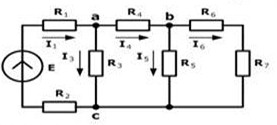 R₁ a R₄ b R₆
I₁ I₄ I₆
E I₃ R₃ I₅ R₅ R₇
R₂
c